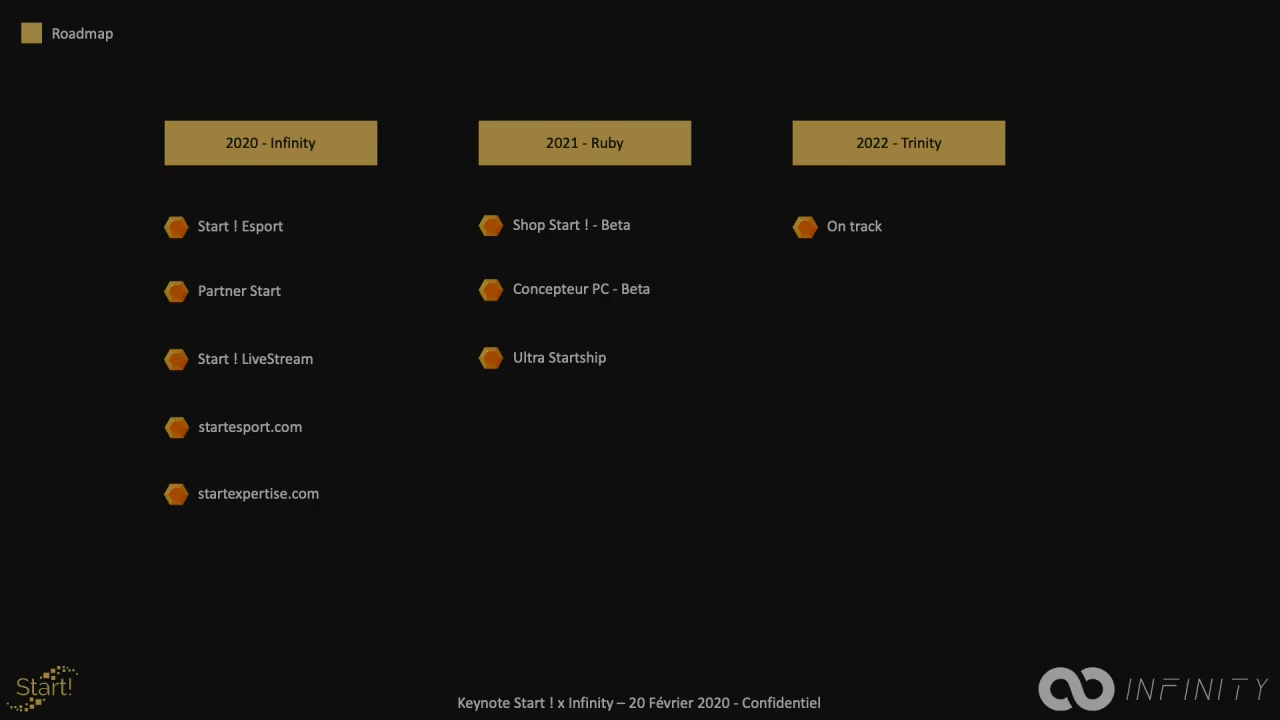 Roadmap
2020 - Infinity
Start ! Esport
Partner Start
Start ! LiveStream
startesport.com
startexpertise.com
2021 - Ruby
Shop Start ! - Beta
Concepteur PC - Beta
Ultra Startship
2022 - Trinity
On track
Start!
Keynote Start ! x Infinity – 20 Février 2020 - Confidentiel
INFINITY